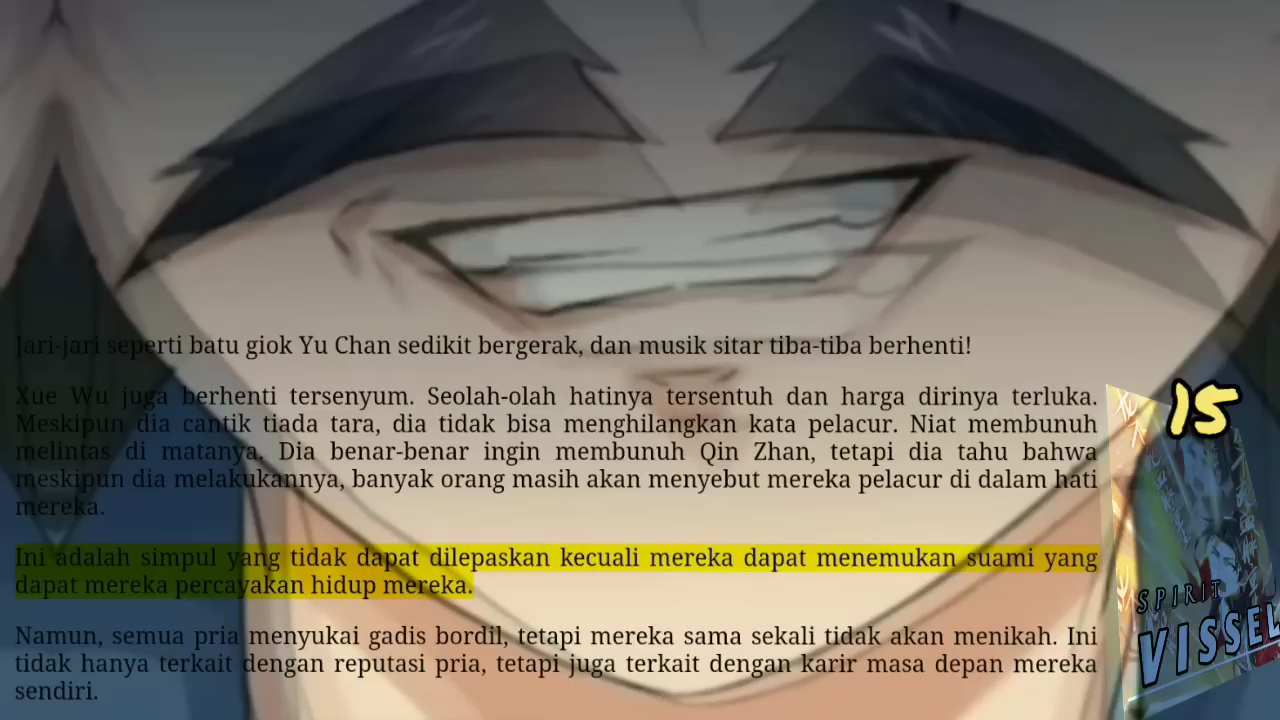 Jari-jari seperti batu giok Yu Chan sedikit bergerak, dan musik sitar tiba-tiba berhenti!
Xue Wu juga berhenti tersenyum. Seolah-olah hatinya tersentuh dan harga dirinya terluka.
Meskipun dia cantik tiada tara, dia tidak bisa menghilangkan kata pelacur. Niat membunuh
melintas di matanya. Dia benar-benar ingin membunuh Qin Zhan, tetapi dia tahu bahwa
meskipun dia melakukannya, banyak orang masih akan menyebut mereka pelacur di dalam hati
mereka.
Ini adalah simpul yang tidak dapat dilepaskan kecuali mereka dapat menemukan suami yang
dapat mereka percayakan hidup mereka.
Namun, semua pria menyukai gadis bordil, tetapi mereka sama sekali tidak akan menikah. Ini
tidak hanya terkait dengan reputasi pria, tetapi juga terkait dengan karir masa depan mereka
sendiri.
15
SPIRIT
VISSEL